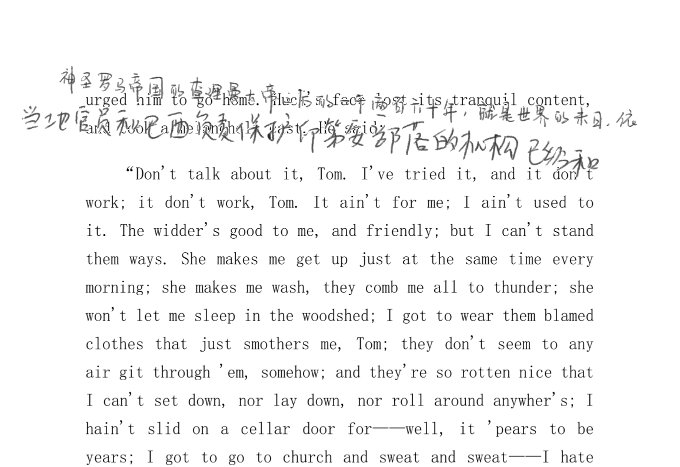 神圣罗马帝国的查理曼大帝之后的一千两百六十年，就是世界的末日。依
urged him to go home. Huck's face lost its tranquil content,
当地官员和巴西负责保护印第安部落的机构已经和
and took a melancholy cast. He said:
“Don't talk about it, Tom. I've tried it, and it don't
work; it don't work, Tom. It ain't for me; I ain't used to
it. The widder's good to me, and friendly; but I can't stand
them ways. She makes me get up just at the same time every
morning; she makes me wash, they comb me all to thunder; she
won't let me sleep in the woodshed; I got to wear them blamed
clothes that just smothers me, Tom; they don't seem to any
air git through 'em, somehow; and they're so rotten nice that
I can't set down, nor lay down, nor roll around anywher's; I
hain't slid on a cellar door for——well, it 'pears to be
years; I got to go to church and sweat and sweat——I hate